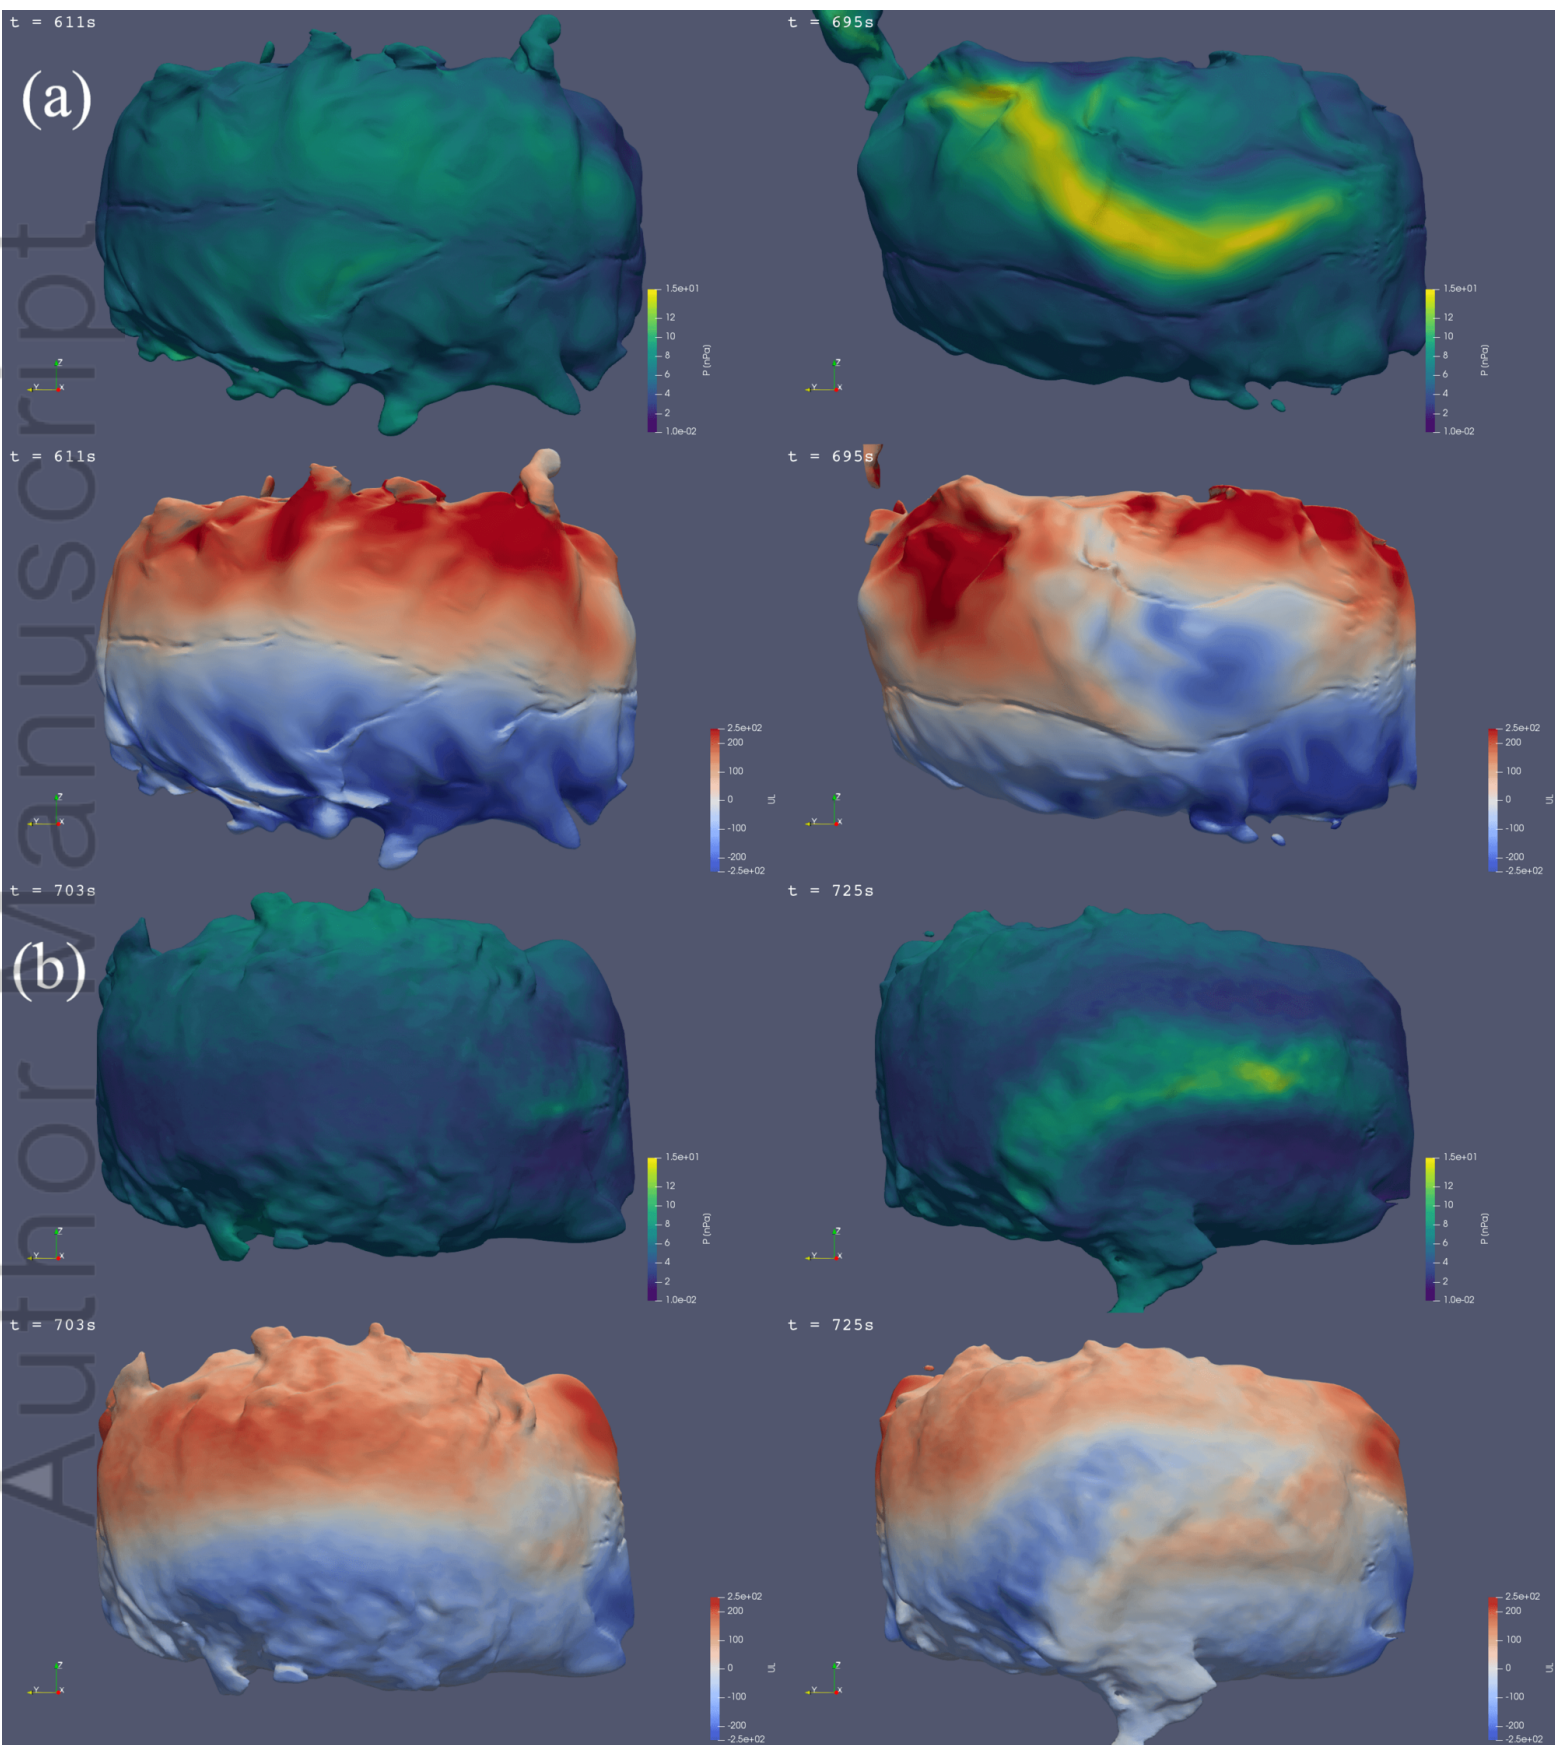 t = 611s
t = 695s
(a)
1.5e+01
12
10
8
6
4
2
1.0e-02
P [nPa]
Z
Y
X
1.5e+01
12
10
8
6
4
2
1.0e-02
P [nPa]
Z
Y
X
t = 611s
t = 695s
2.5e+02
200
100
0
-100
-200
-2.5e+02
UL
Z
Y
X
2.5e+02
200
100
0
-100
-200
-2.5e+02
UL
Z
Y
X
t = 703s
t = 725s
(b)
1.5e+01
12
10
8
6
4
2
1.0e-02
P [nPa]
Z
Y
X
1.5e+01
12
10
8
6
4
2
1.0e-02
P [nPa]
Z
Y
X
t = 703s
t = 725s
2.5e+02
200
100
0
-100
-200
-2.5e+02
UL
Z
Y
X
2.5e+02
200
100
0
-100
-200
-2.5e+02
UL
Z
Y
X
Author Manuscript